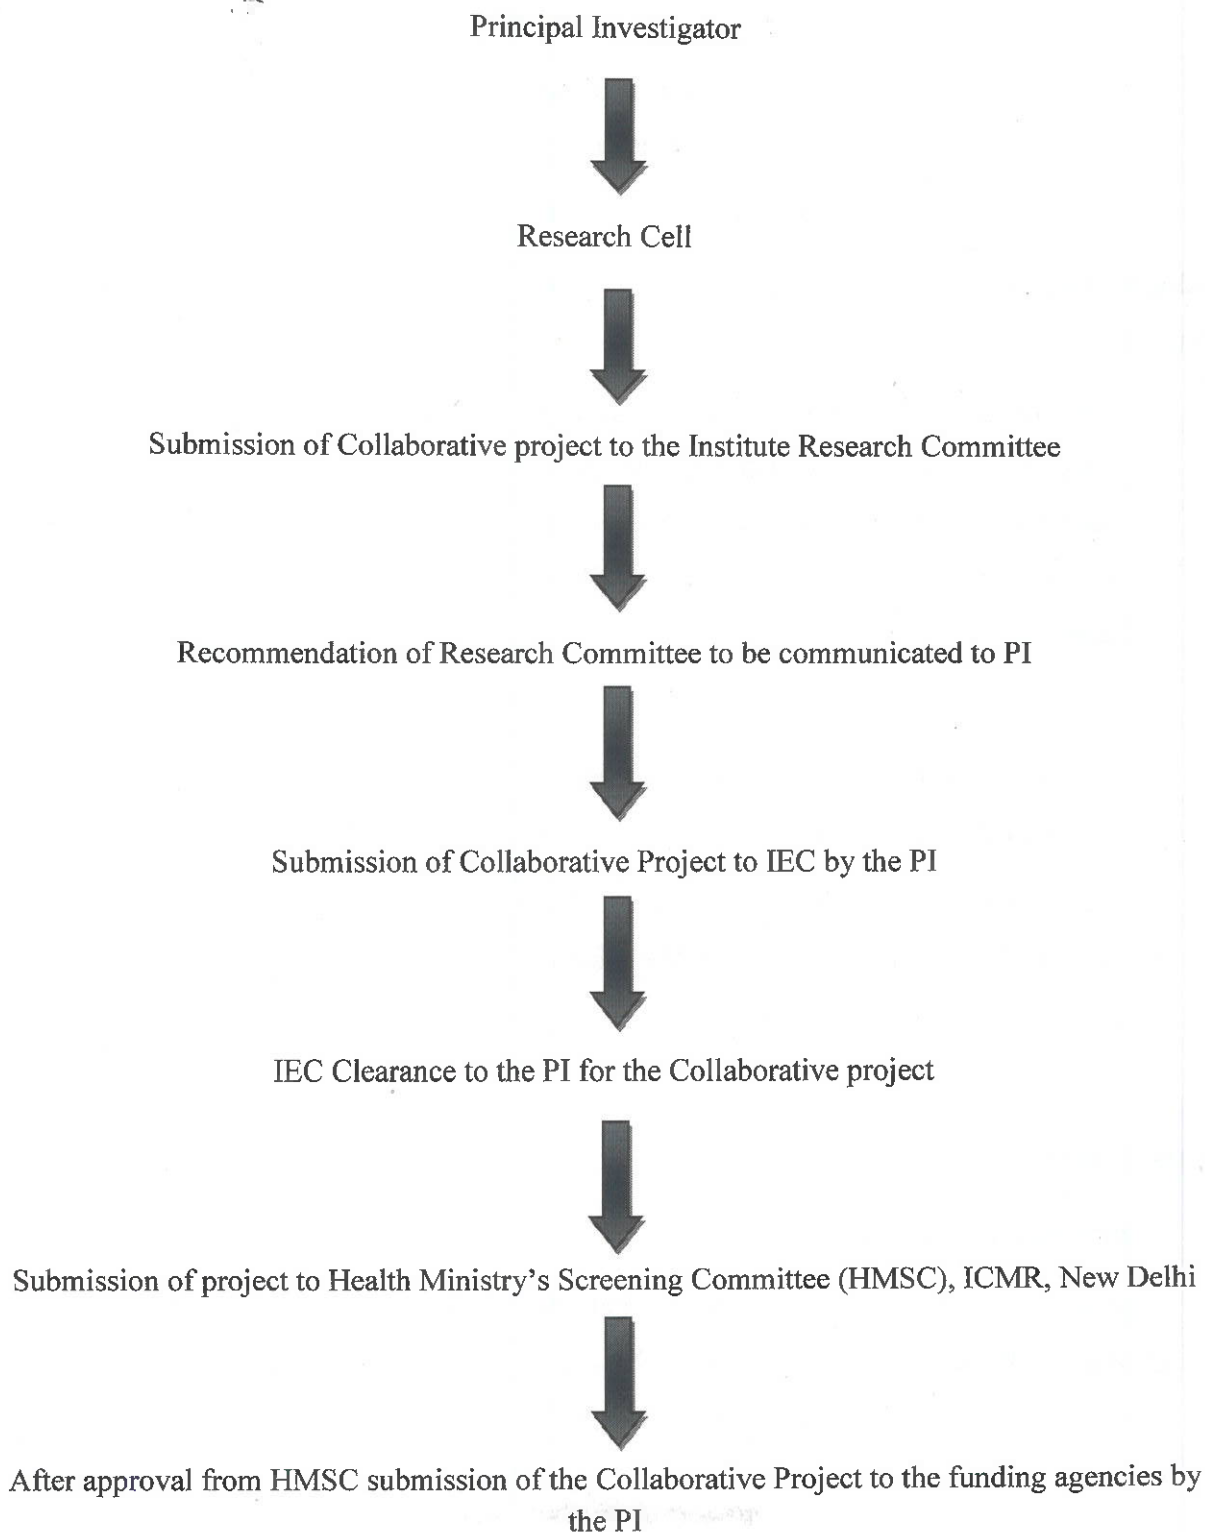 Principal Investigator
Research Cell
Submission of Collaborative project to the Institute Research Committee
Recommendation of Research Committee to be communicated to PI
Submission of Collaborative Project to IEC by the PI
IEC Clearance to the PI for the Collaborative project
Submission of project to Health Ministry's Screening Committee (HMSC), ICMR, New Delhi
After approval from HMSC submission of the Collaborative Project to the funding agencies by
the PI